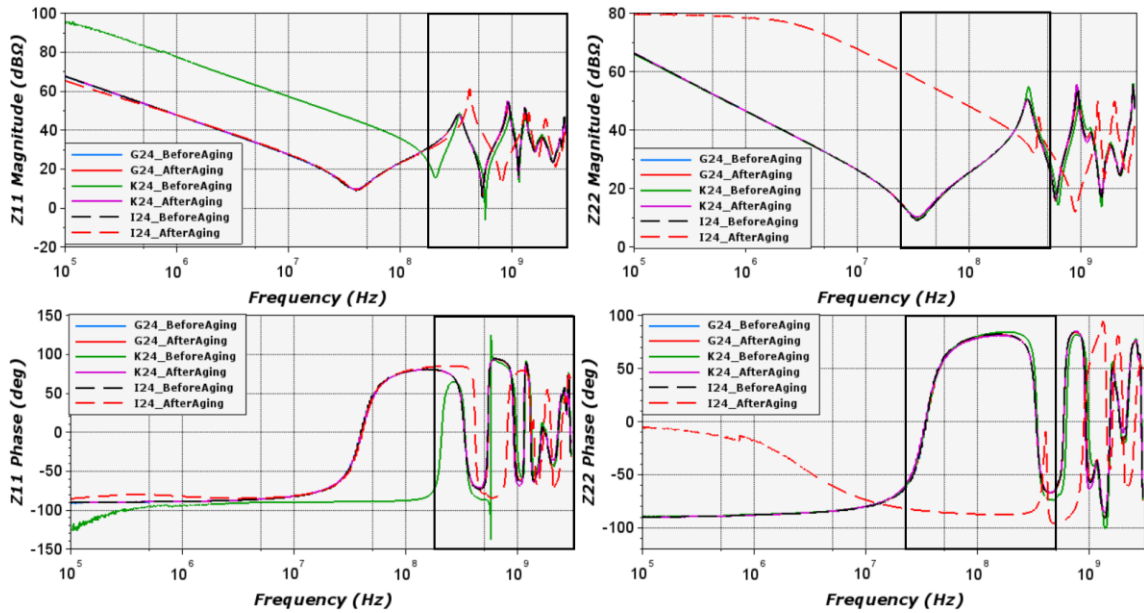 Z11 Magnitude (dBΩ)
100
80
60
40
20
0
-20
G24_BeforeAging
G24_AfterAging
K24_BeforeAging
K24_AfterAging
I24_BeforeAging
I24_AfterAging
10^5 10^6 10^7 10^8 10^9
Frequency (Hz)
Z22 Magnitude (dBΩ)
80
60
40
20
0
G24_BeforeAging
G24_AfterAging
K24_BeforeAging
K24_AfterAging
I24_BeforeAging
I24_AfterAging
10^5 10^6 10^7 10^8 10^9
Frequency (Hz)
Z11 Phase (deg)
150
100
50
0
-50
-100
-150
G24_BeforeAging
G24_AfterAging
K24_BeforeAging
K24_AfterAging
I24_BeforeAging
I24_AfterAging
10^5 10^6 10^7 10^8 10^9
Frequency (Hz)
Z22 Phase (deg)
100
50
0
-50
-100
G24_BeforeAging
G24_AfterAging
K24_BeforeAging
K24_AfterAging
I24_BeforeAging
I24_AfterAging
10^5 10^6 10^7 10^8 10^9
Frequency (Hz)